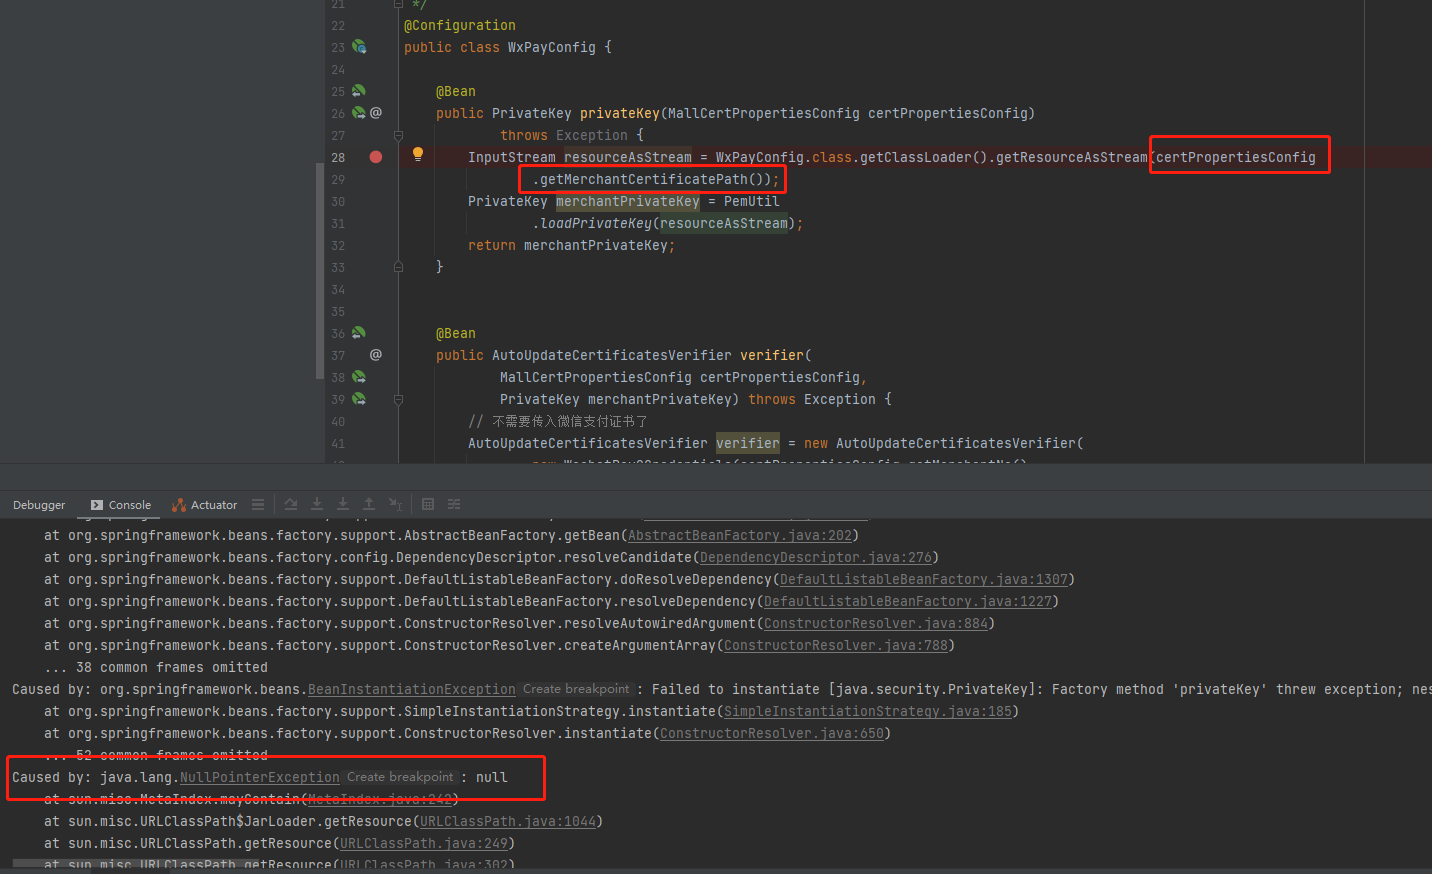 21 */
22 @Configuration
23 public class WxPayConfig {
24
25 @Bean
26 @ public PrivateKey privateKey(MallCertPropertiesConfig certPropertiesConfig)
27 throws Exception {
28 InputStream resourceAsStream = WxPayConfig.class.getClassLoader().getResourceAsStream(certPropertiesConfig
29 .getMerchantCertificatePath());
30 PrivateKey merchantPrivateKey = PemUtil
31 .loadPrivateKey(resourceAsStream);
32 return merchantPrivateKey;
33 }
34
35
36 @Bean
37 @ public AutoUpdateCertificatesVerifier verifier(
38 MallCertPropertiesConfig certPropertiesConfig,
39 PrivateKey merchantPrivateKey) throws Exception {
40 // 不需要传入微信支付证书了
41 AutoUpdateCertificatesVerifier verifier = new AutoUpdateCertificatesVerifier(
Debugger Console Actuator
at org.springframework.beans.factory.support.AbstractBeanFactory.getBean(AbstractBeanFactory.java:202)
at org.springframework.beans.factory.config.DependencyDescriptor.resolveCandidate(DependencyDescriptor.java:276)
at org.springframework.beans.factory.support.DefaultListableBeanFactory.doResolveDependency(DefaultListableBeanFactory.java:1307)
at org.springframework.beans.factory.support.DefaultListableBeanFactory.resolveDependency(DefaultListableBeanFactory.java:1227)
at org.springframework.beans.factory.support.ConstructorResolver.resolveAutowiredArgument(ConstructorResolver.java:884)
at org.springframework.beans.factory.support.ConstructorResolver.createArgumentArray(ConstructorResolver.java:788)
... 38 common frames omitted
Caused by: org.springframework.beans.BeanInstantiationException Create breakpoint : Failed to instantiate [java.security.PrivateKey]: Factory method 'privateKey' threw exception; nes
at org.springframework.beans.factory.support.SimpleInstantiationStrategy.instantiate(SimpleInstantiationStrategy.java:185)
at org.springframework.beans.factory.support.ConstructorResolver.instantiate(ConstructorResolver.java:650)
... 52 common frames omitted
Caused by: java.lang.NullPointerException Create breakpoint : null
at sun.misc.MetaIndex.mayContain(MetaIndex.java:242)
at sun.misc.URLClassPath$JarLoader.getResource(URLClassPath.java:1044)
at sun.misc.URLClassPath.getResource(URLClassPath.java:249)
at sun.misc.URLClassPath.getResource(URLClassPath.java:302)